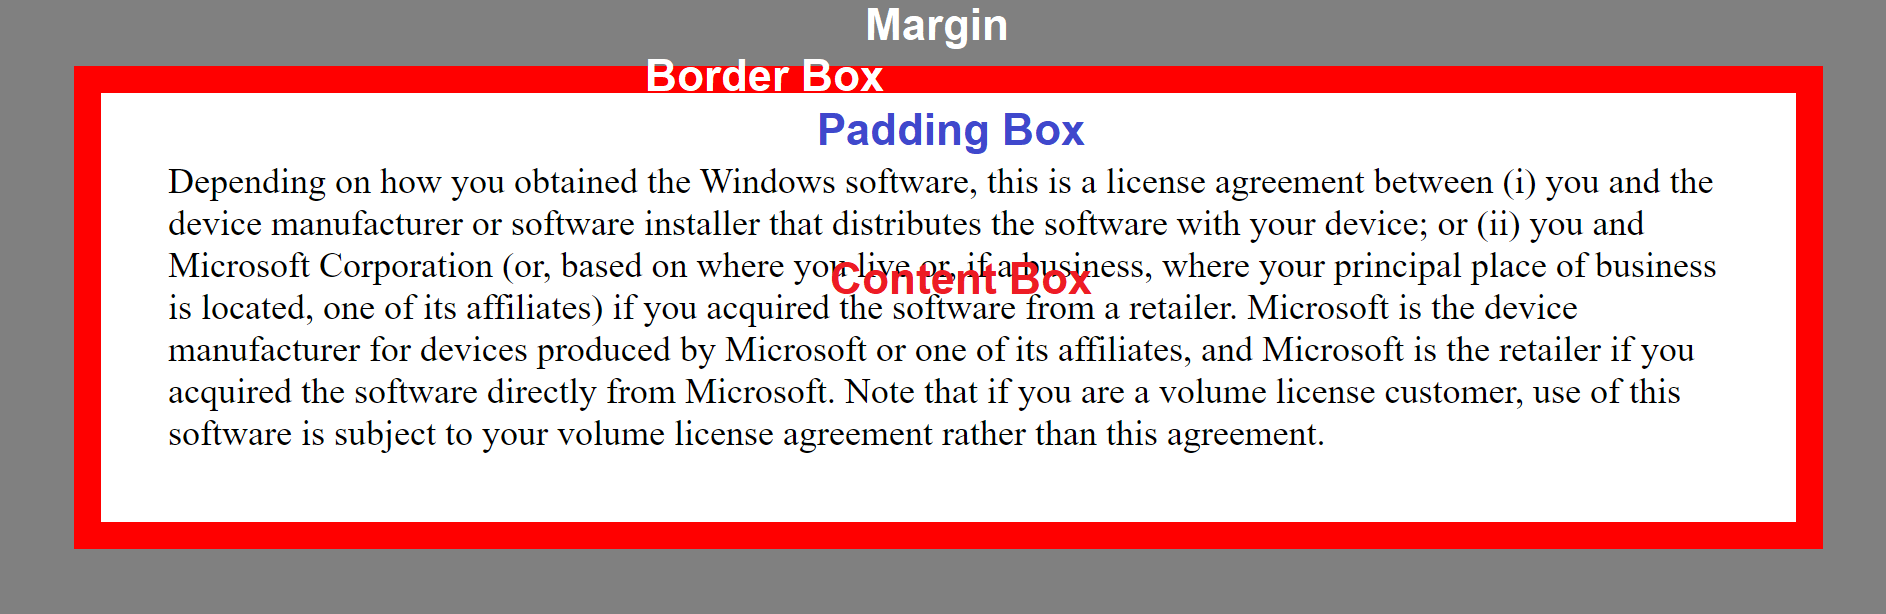 Margin
Border Box
Padding Box
Depending on how you obtained the Windows software, this is a license agreement between (i) you and the
device manufacturer or software installer that distributes the software with your device; or (ii) you and
Microsoft Corporation (or, based on where you live or, if a business, where your principal place of business
Content Box
is located, one of its affiliates) if you acquired the software from a retailer. Microsoft is the device
manufacturer for devices produced by Microsoft or one of its affiliates, and Microsoft is the retailer if you
acquired the software directly from Microsoft. Note that if you are a volume license customer, use of this
software is subject to your volume license agreement rather than this agreement.